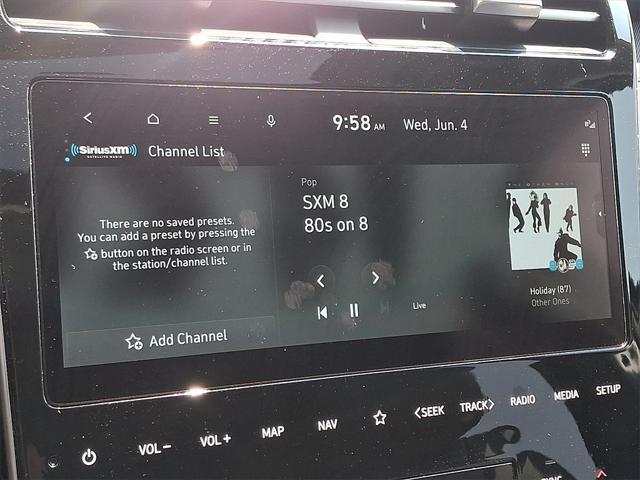 9:58 AM Wed, Jun. 4
((SiriusXM))
SATELLITE RADIO
Channel List
There are no saved presets.
You can add a preset by pressing the
button on the radio screen or in
the station/channel list.
Add Channel
Pop
SXM 8
80s on 8
Live
Holiday (87)
Other Ones
VOL−
VOL+
MAP
NAV
<SEEK
TRACK>
RADIO
MEDIA
SETUP
SYNC